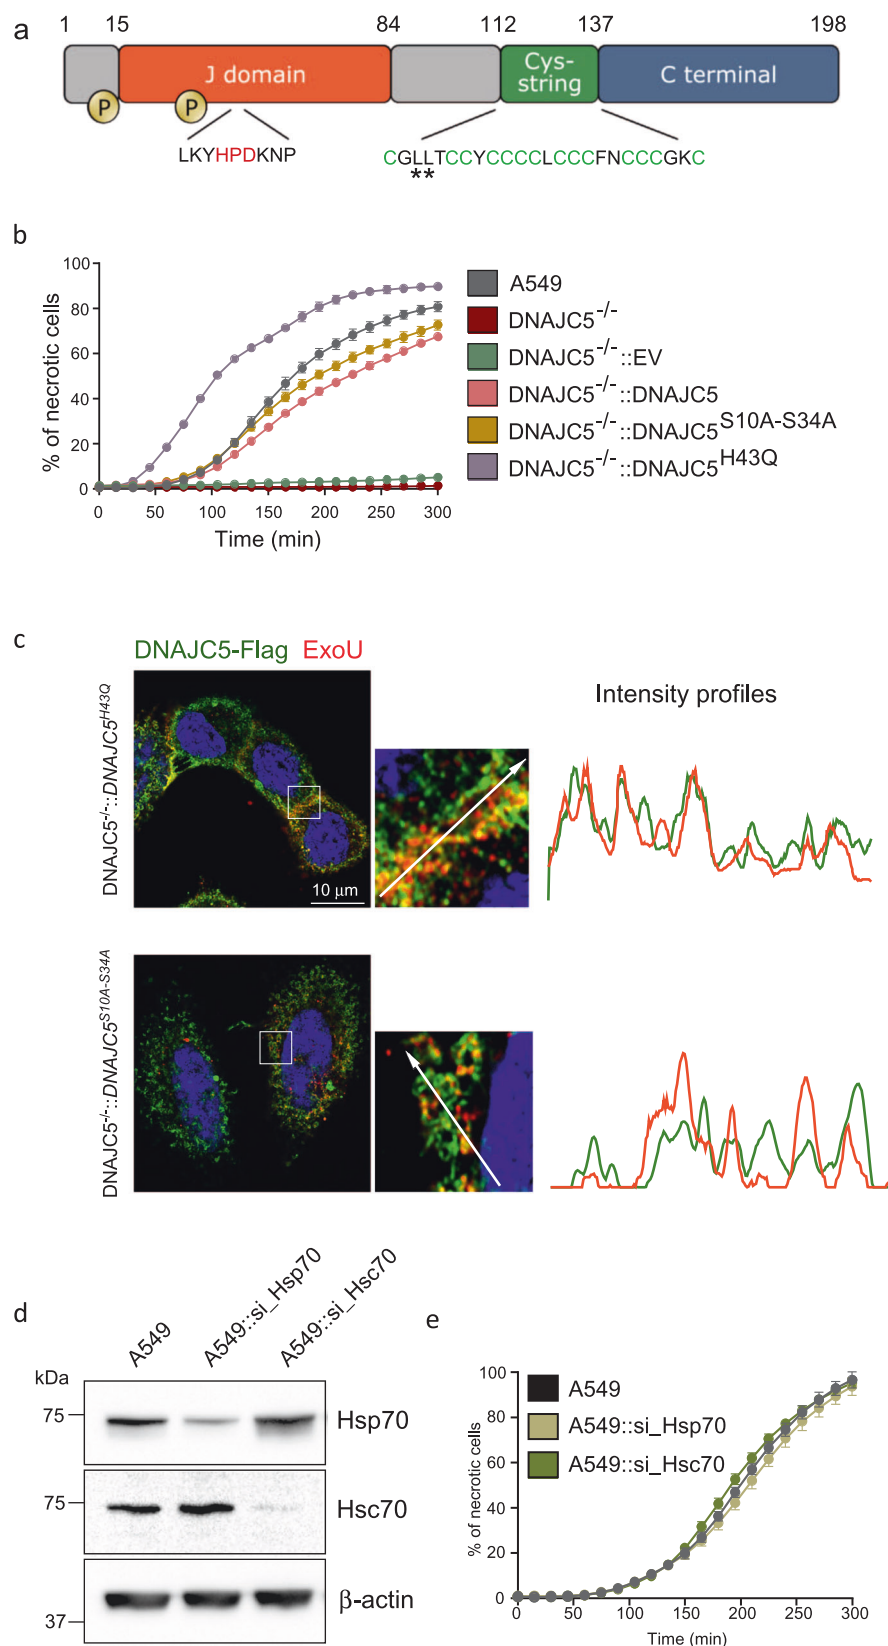 a
1 15 84 112 137 198
J domain
Cys-
string
C terminal
P P
LKYHPDKNP
CGLLTCCYCCCCLCCCFNCCCGKC
**
b
% of necrotic cells
100
80
60
40
20
0
0 50 100 150 200 250 300
Time (min)
A549
DNAJC5-/-
DNAJC5-/-::EV
DNAJC5-/-::DNAJC5
DNAJC5-/-::DNAJC5S10A-S34A
DNAJC5-/-::DNAJC5H43Q
c
DNAJC5-Flag ExoU
Intensity profiles
DNAJC5-/-::DNAJC5H43Q
10 µm
DNAJC5-/-::DNAJC5S10A-S34A
d
A549
A549::si_Hsp70
A549::si_Hsc70
kDa
75
Hsp70
75
Hsc70
β-actin
37
e
% of necrotic cells
100
80
60
40
20
0
0 50 100 150 200 250 300
Time (min)
A549
A549::si_Hsp70
A549::si_Hsc70